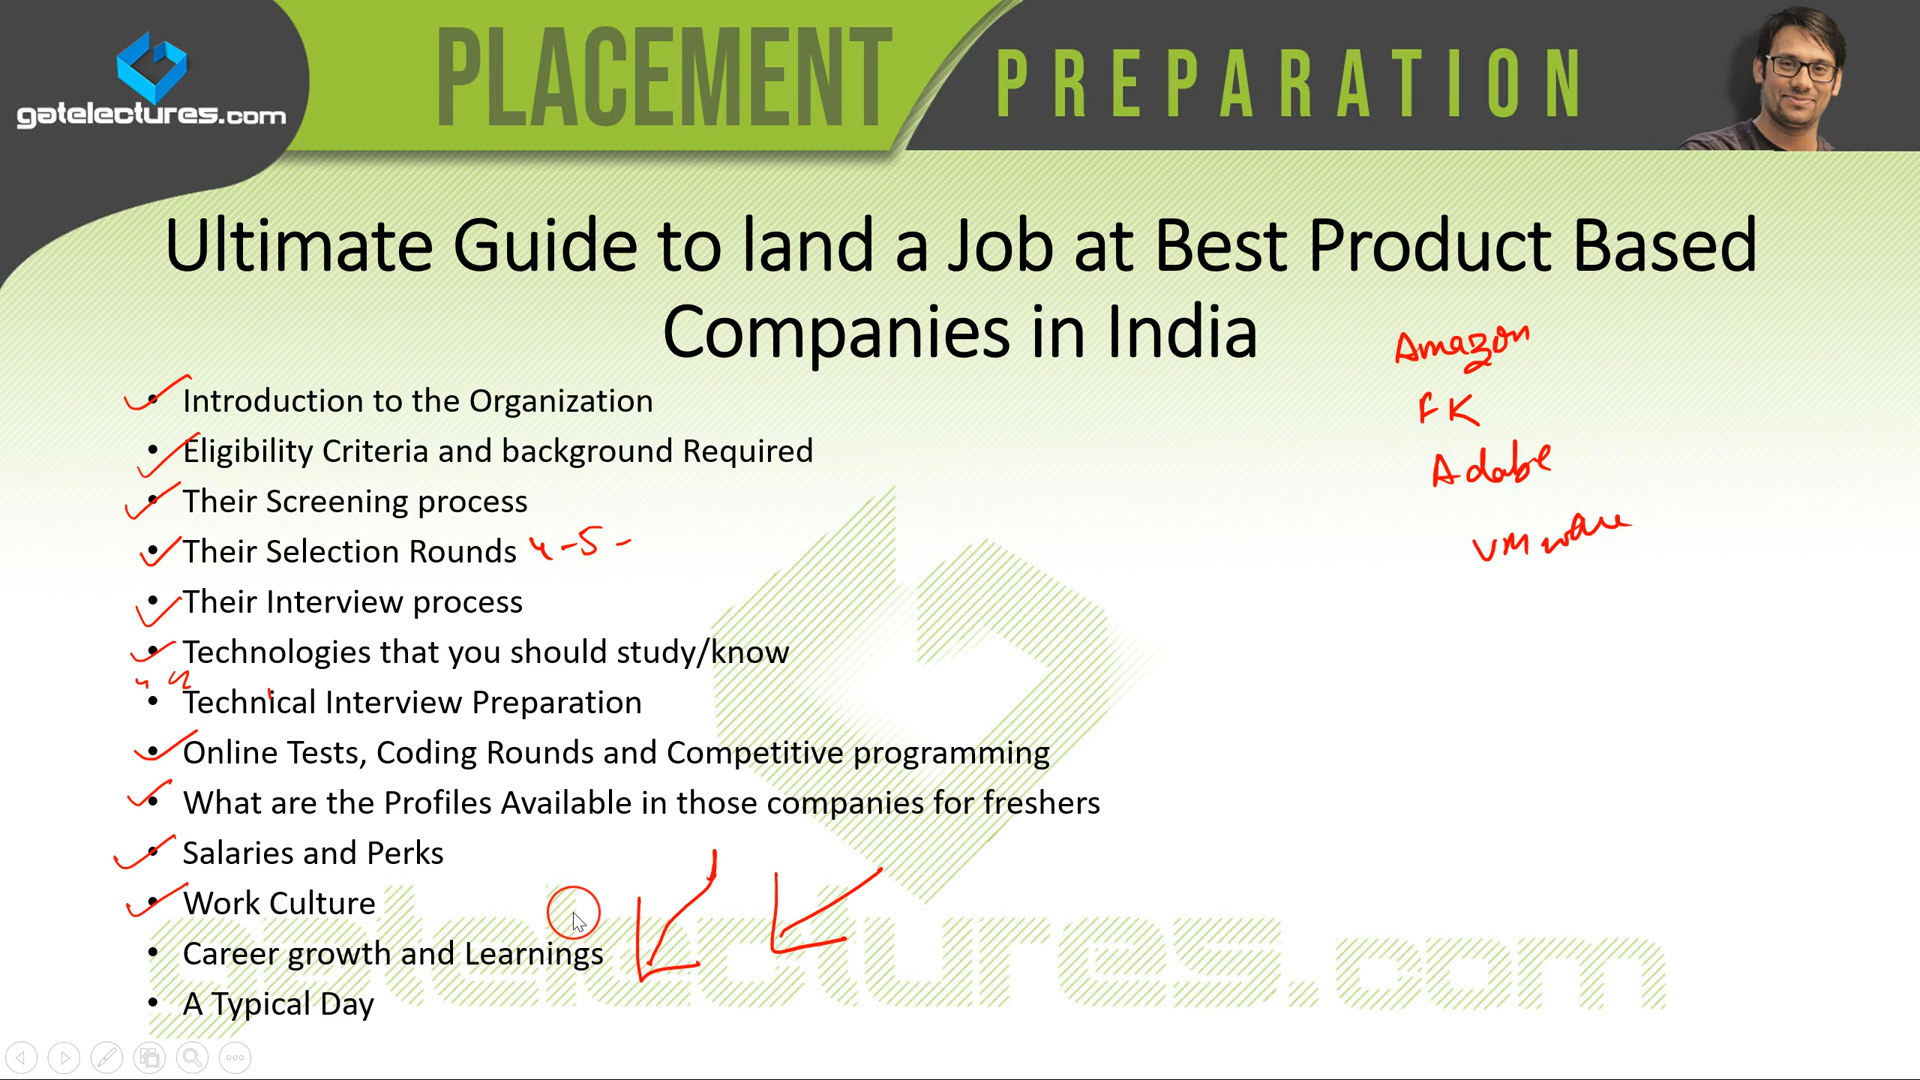 gatelectures.com
PLACEMENT PREPARATION
Ultimate Guide to land a Job at Best Product Based
Companies in India
Amazon
FK
Adobe
VMware
• Introduction to the Organization
• Eligibility Criteria and background Required
• Their Screening process
• Their Selection Rounds 4-5-
• Their Interview process
• Technologies that you should study/know
• Technical Interview Preparation
• Online Tests, Coding Rounds and Competitive programming
• What are the Profiles Available in those companies for freshers
• Salaries and Perks
• Work Culture
• Career growth and Learnings
• A Typical Day
gatelectures.com